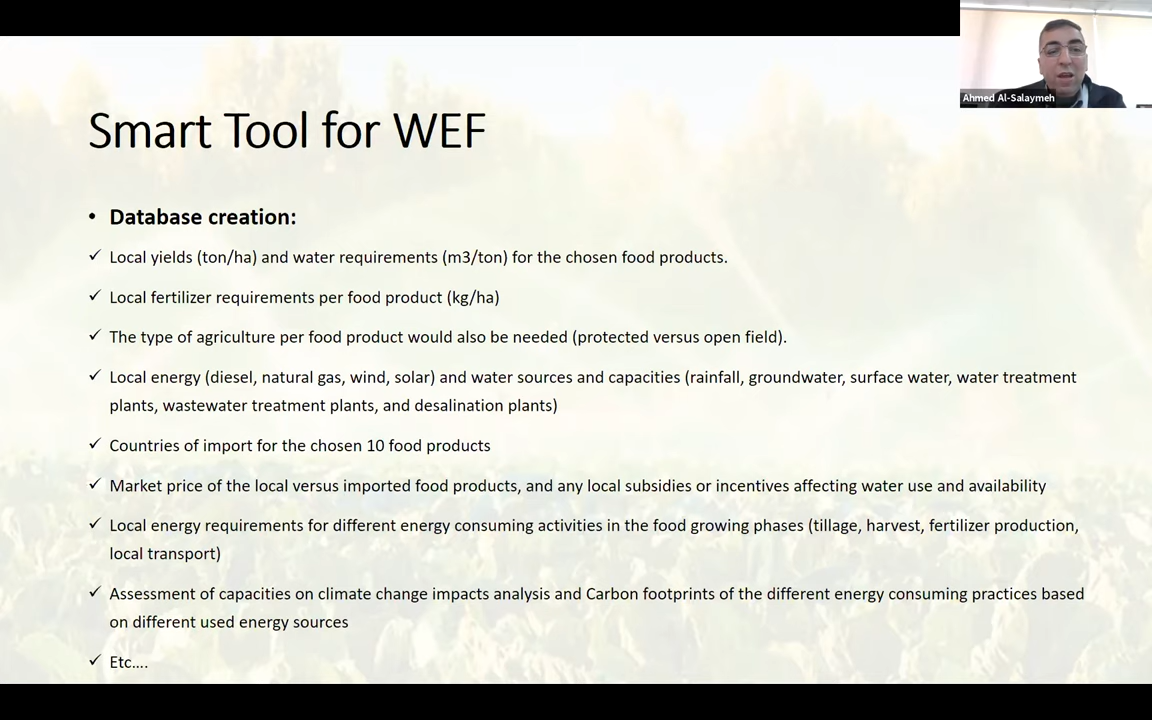 Ahmed Al-Salaymeh
Smart Tool for WEF
• Database creation:
✓ Local yields (ton/ha) and water requirements (m3/ton) for the chosen food products.
✓ Local fertilizer requirements per food product (kg/ha)
✓ The type of agriculture per food product would also be needed (protected versus open field).
✓ Local energy (diesel, natural gas, wind, solar) and water sources and capacities (rainfall, groundwater, surface water, water treatment
plants, wastewater treatment plants, and desalination plants)
✓ Countries of import for the chosen 10 food products
✓ Market price of the local versus imported food products, and any local subsidies or incentives affecting water use and availability
✓ Local energy requirements for different energy consuming activities in the food growing phases (tillage, harvest, fertilizer production,
local transport)
✓ Assessment of capacities on climate change impacts analysis and Carbon footprints of the different energy consuming practices based
on different used energy sources
✓ Etc....